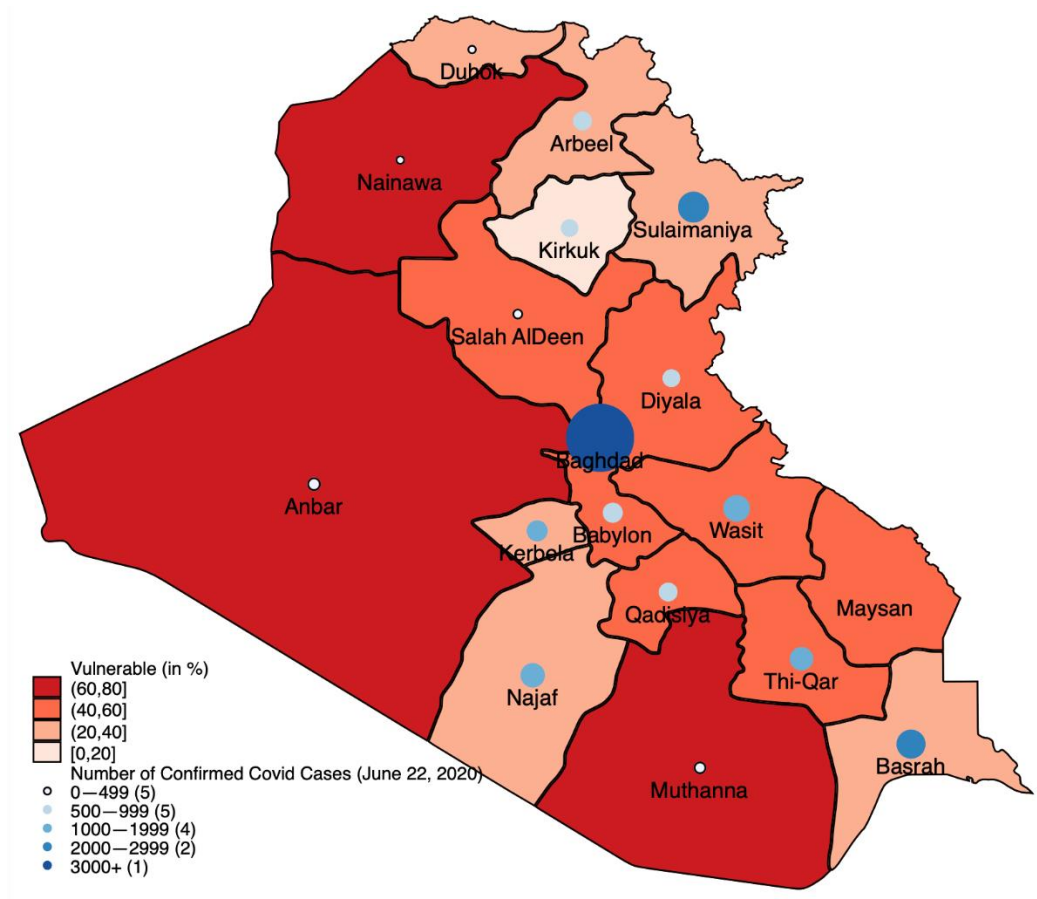 Duhok
Arbeel
Nainawa
Sulaimaniya
Kirkuk
Salah AlDeen
Diyala
Baghdad
Anbar
Babylon
Wasit
Kerbela
Qadisiya
Maysan
Thi-Qar
Najaf
Basrah
Muthanna
Vulnerable (in %)
(60,80]
(40,60]
(20,40]
[0,20]
Number of Confirmed Covid Cases (June 22, 2020)
0—499 (5)
500—999 (5)
1000—1999 (4)
2000—2999 (2)
3000+ (1)